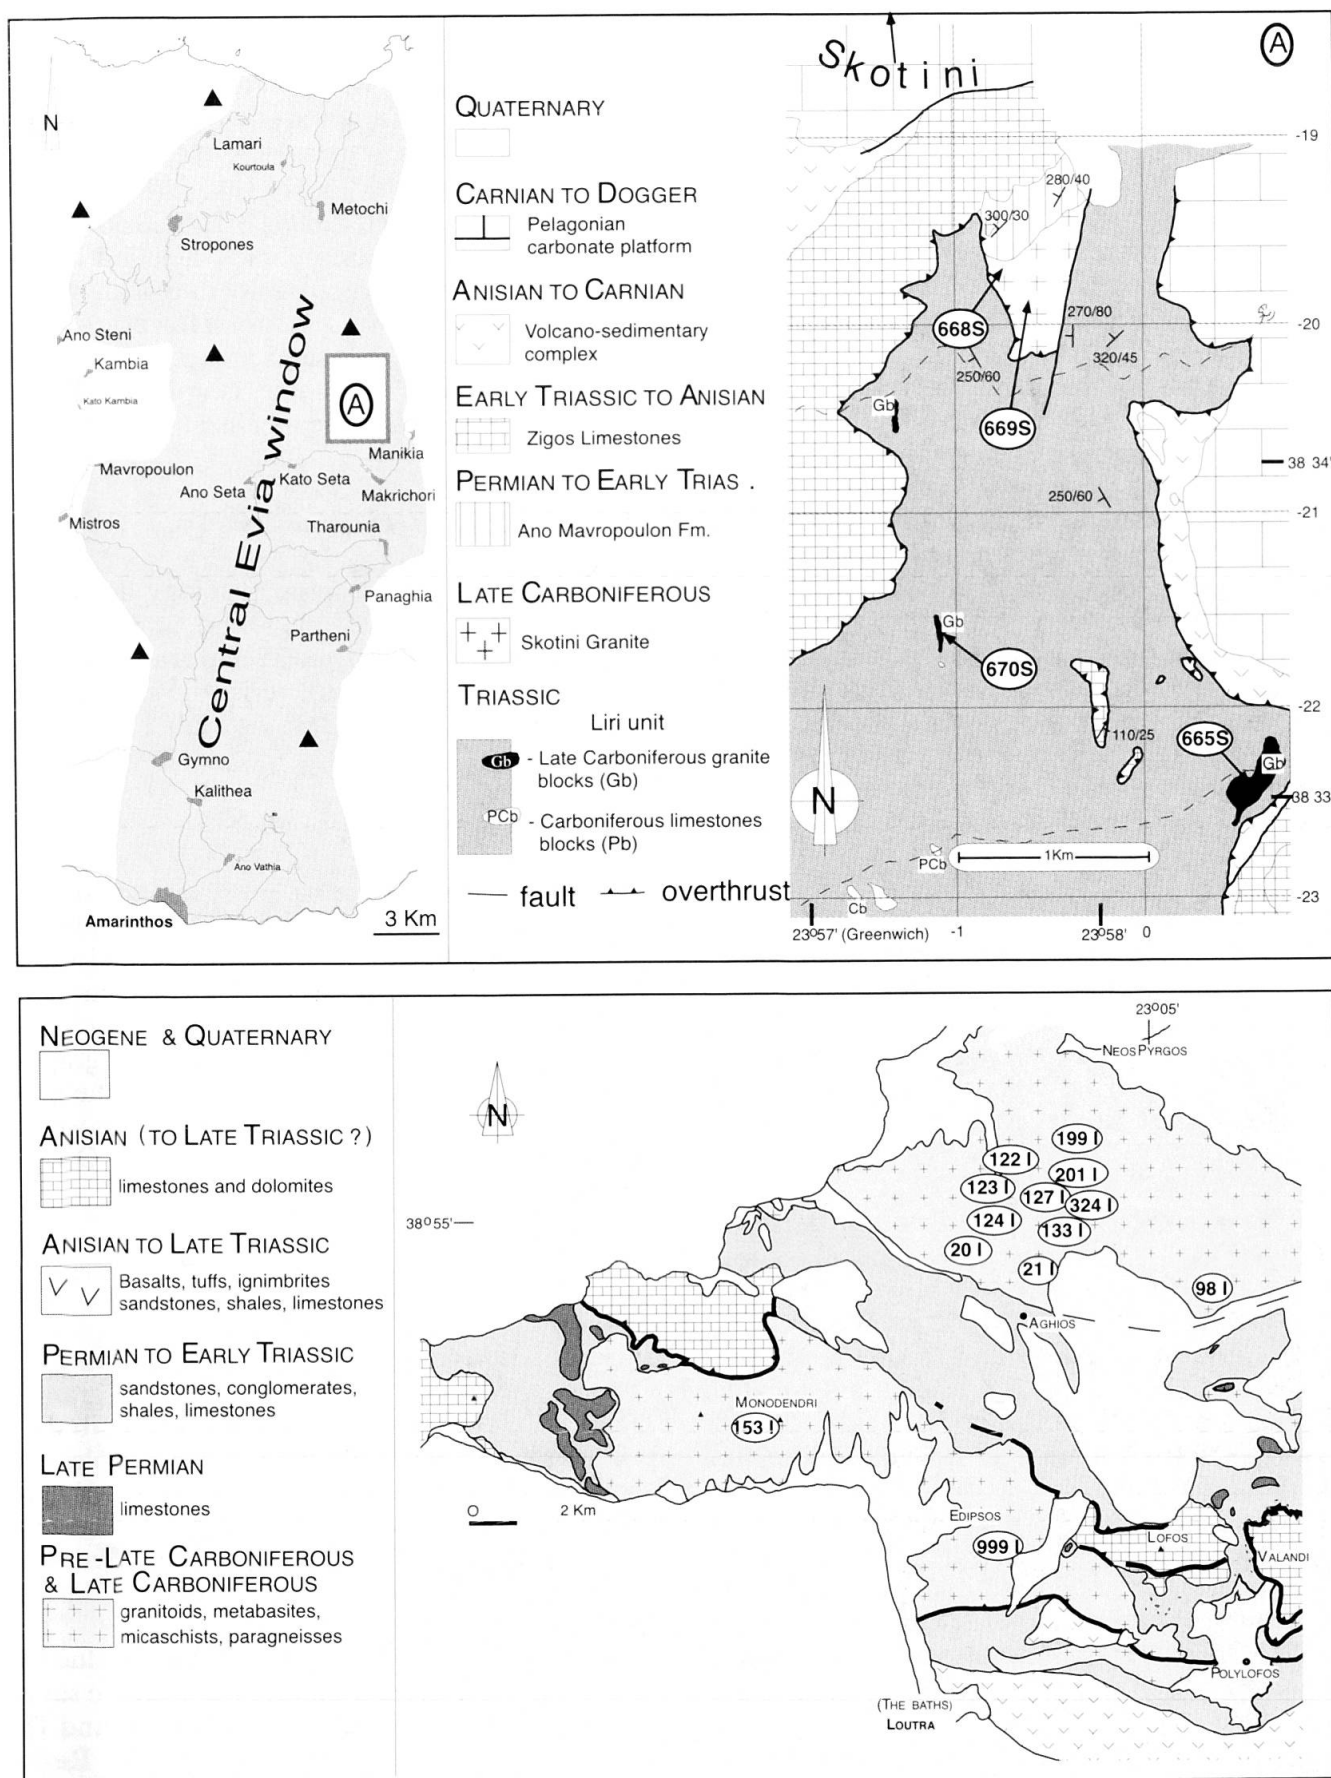 N
Lamari
Kourtoula
Metochi
Stropones
Ano Steni
Kambia
Kato Kambia
A
Manikia
Mavropoulon
Ano Seta
Kato Seta
Makrichori
Mistros
Tharounia
Panaghia
Partheni
Central Evia window
Gymno
Kalithea
Ano Vathia
Amarinthos
3 Km
QUATERNARY
CARNIAN TO DOGGER
Pelagonian
carbonate platform
ANISIAN TO CARNIAN
Volcano-sedimentary
complex
EARLY TRIASSIC TO ANISIAN
Zigos Limestones
PERMIAN TO EARLY TRIAS .
Ano Mavropoulon Fm.
LATE CARBONIFEROUS
Skotini Granite
TRIASSIC
Liri unit
Gb - Late Carboniferous granite
blocks (Gb)
PCb - Carboniferous limestones
blocks (Pb)
fault overthrust
Skotini
A
-19
280/40
300/30
270/80
-20
668S
320/45
250/60
Gb
669S
38 34'
250/60
-21
Gb
670S
-22
110/25
665S
Gb
38 33
PCb
1Km
Cb
-23
23º57' (Greenwich)
-1
23º58'
0
NEOGENE & QUATERNARY
ANISIAN (TO LATE TRIASSIC ?)
limestones and dolomites
ANISIAN TO LATE TRIASSIC
Basalts, tuffs, ignimbrites
sandstones, shales, limestones
PERMIAN TO EARLY TRIASSIC
sandstones, conglomerates,
shales, limestones
LATE PERMIAN
limestones
PRE-LATE CARBONIFEROUS
& LATE CARBONIFEROUS
granitoids, metabasites,
micaschists, paragneisses
N
23º05'
NEOS PYRGOS
199 I
122 I
201 I
123 I
127 I
324 I
38º55'
124 I
133 I
20 I
21 I
98 I
AGHIOS
MONODENDRI
153 I
O 2 Km
EDIPSOS
999 I
LOFOS
VALANDI
POLYLOFOS
(THE BATHS)
LOUTRA
N